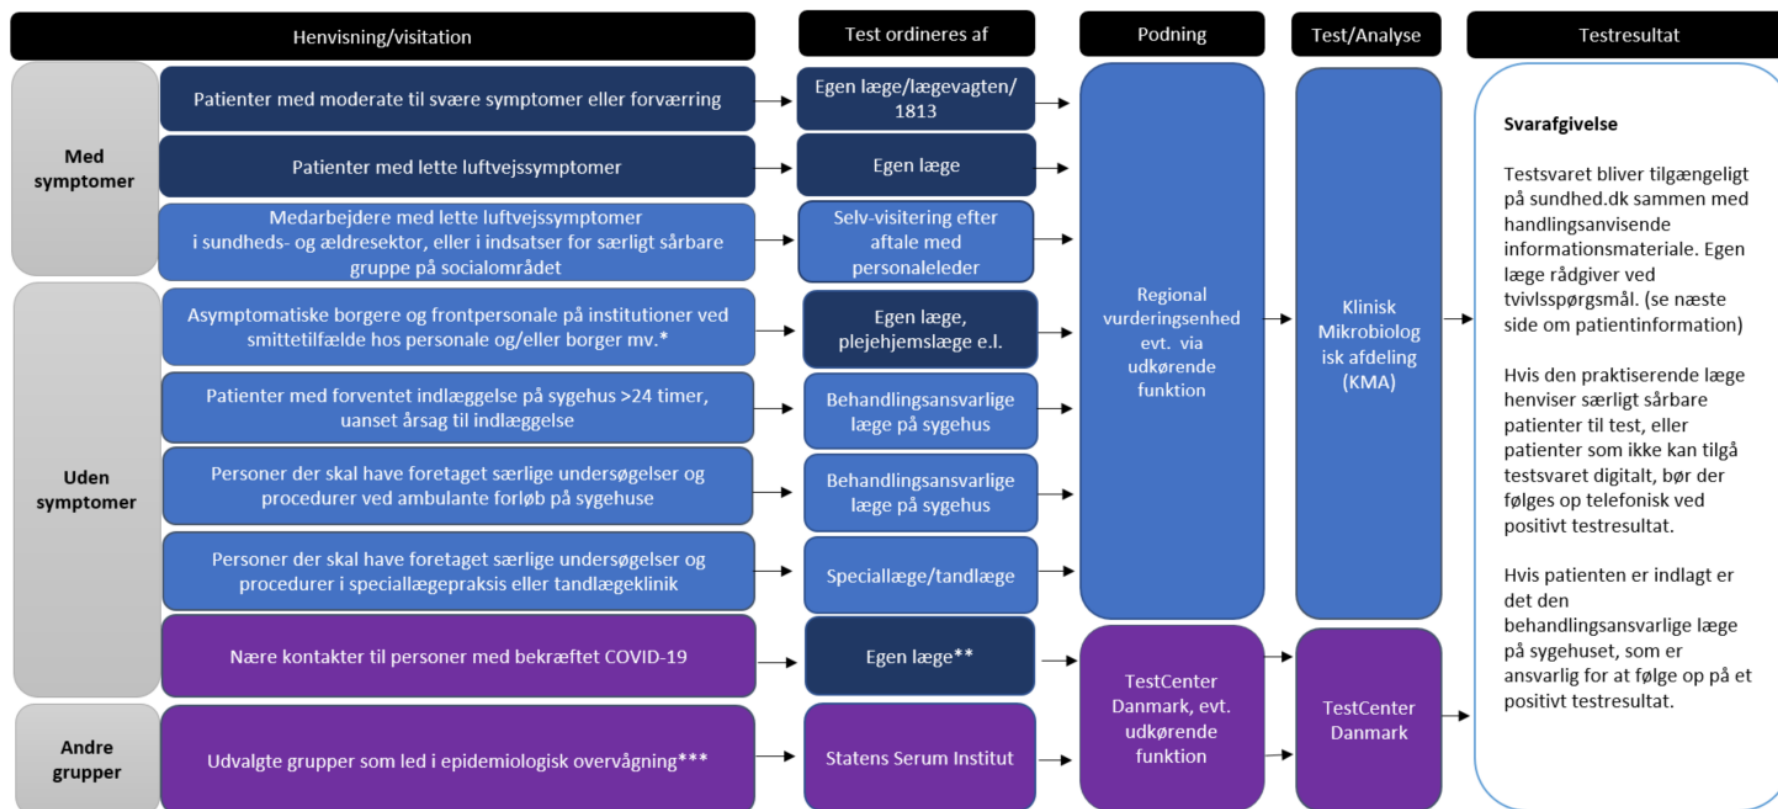 Henvisning/visitation
Test ordineres af
Podning
Test/Analyse
Testresultat
Med
symptomer
Patienter med moderate til svære symptomer eller forværring
Egen læge/lægevagten/
1813
Patienter med lette luftvejssymptomer
Egen læge
Medarbejdere med lette luftvejssymptomer
i sundheds- og ældresektor, eller i indsatser for særligt sårbare
gruppe på socialområdet
Selv-visitering efter
aftale med
personaleleder
Uden
symptomer
Asymptomatiske borgere og frontpersonale på institutioner ved
smittetilfælde hos personale og/eller borger mv.*
Egen læge,
plejehjemslæge e.l.
Patienter med forventet indlæggelse på sygehus >24 timer,
uanset årsag til indlæggelse
Behandlingsansvarlige
læge på sygehus
Personer der skal have foretaget særlige undersøgelser og
procedurer ved ambulante forløb på sygehuse
Behandlingsansvarlige
læge på sygehus
Personer der skal have foretaget særlige undersøgelser og
procedurer i speciallægepraksis eller tandlægeklinik
Speciallæge/tandlæge
Nære kontakter til personer med bekræftet COVID-19
Egen læge**
Andre
grupper
Udvalgte grupper som led i epidemiologisk overvågning***
Statens Serum Institut
Regional
vurderingsenhed
evt. via
udkørende
funktion
TestCenter
Danmark, evt.
udkørende
funktion
Klinisk
Mikrobiolog
isk afdeling
(KMA)
TestCenter
Danmark
Svarafgivelse
Testsvaret bliver tilgængeligt
på sundhed.dk sammen med
handlingsanvisende
informationsmateriale. Egen
læge rådgiver ved
tvivlsspørgsmål. (se næste
side om patientinformation)
Hvis den praktiserende læge
henviser særligt sårbare
patienter til test, eller
patienter som ikke kan tilgå
testsvaret digitalt, bør der
følges op telefonisk ved
positivt testresultat.
Hvis patienten er indlagt er
det den
behandlingsansvarlige læge
på sygehuset, som er
ansvarlig for at følge op på et
positivt testresultat.